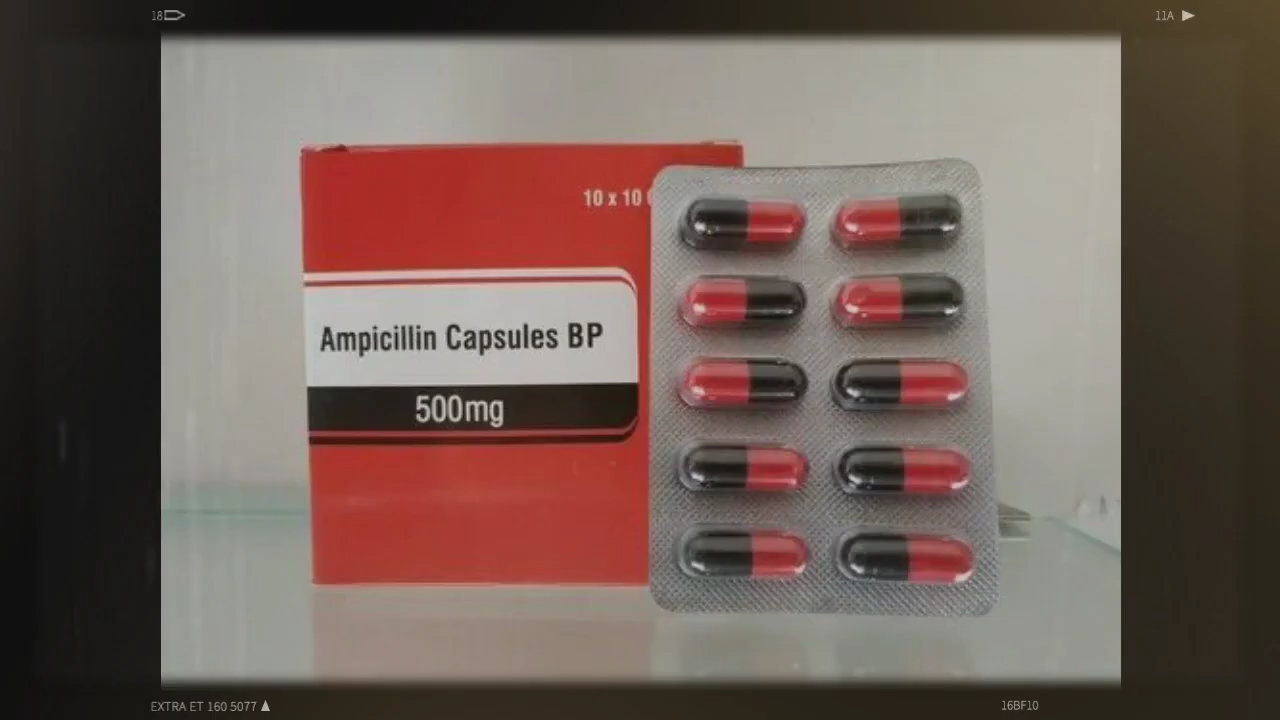 18
11A
10 x 10
Ampicillin Capsules BP
500mg
EXTRA ET 160 5077
16BF10